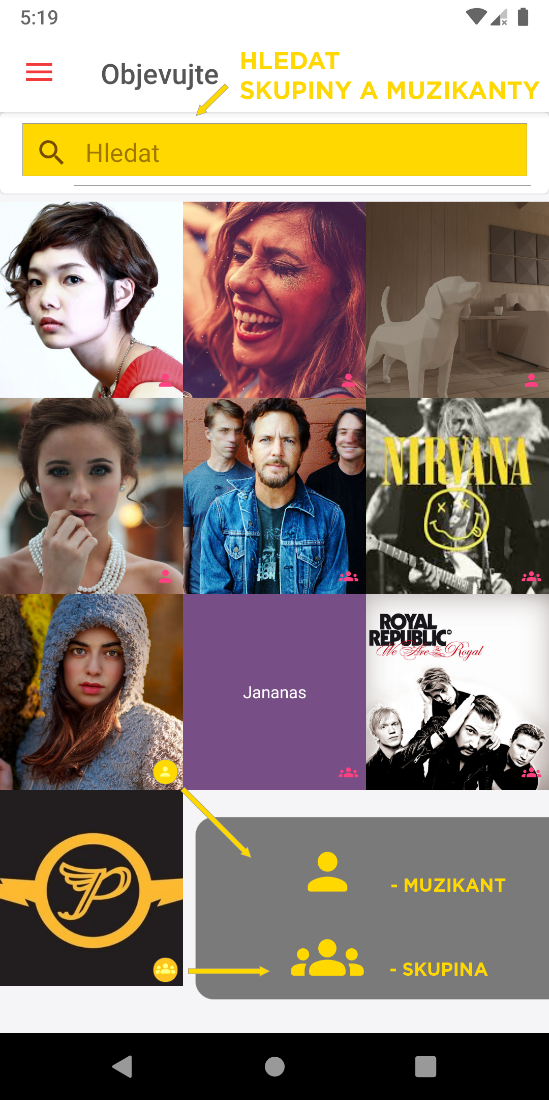 5:19
Objevujte
HLEDAT
SKUPINY A MUZIKANTY
Hledat
NIRVANA
Jananas
ROYAL
REPUBLIC
We Are the Royal
P
- MUZIKANT
- SKUPINA